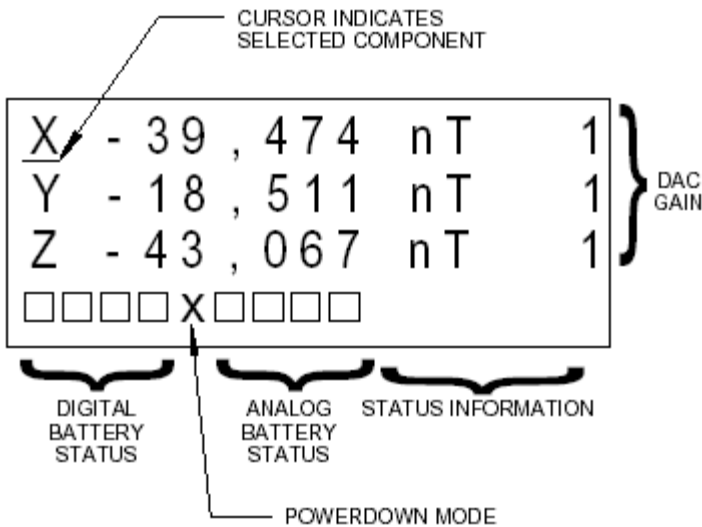 CURSOR INDICATES
SELECTED COMPONENT
X - 39,474 nT 1
Y - 18,511 nT 1
Z - 43,067 nT 1
DAC
GAIN
□□□□x□□□□
DIGITAL
BATTERY
STATUS
ANALOG
BATTERY
STATUS
STATUS INFORMATION
POWERDOWN MODE